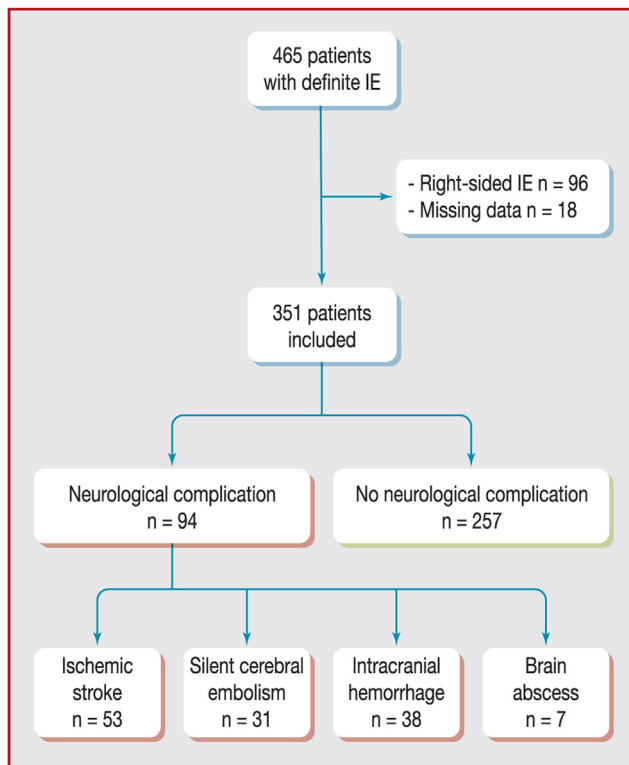 465 patients
with definite IE
- Right-sided IE n = 96
- Missing data n = 18
351 patients
included
Neurological complication
n = 94
No neurological complication
n = 257
Ischemic
stroke
n = 53
Silent cerebral
embolism
n = 31
Intracranial
hemorrhage
n = 38
Brain
abscess
n = 7